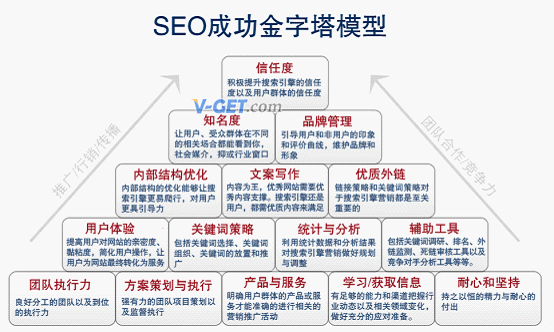 SEO成功金字塔模型
信任度
积极提升搜索引擎的信任
度以及用户群体的信任度
V-GET.com
知名度
让用户、受众群体在不同
的相关场合都能看到你,
社会媒介,抑或行业窗口
品牌管理
引导用户和非用户的印象
和评价曲线,维护品牌和
形象
内部结构优化
内部结构的优化能够让搜
索引擎更易爬行,对用户
更具引导力
文案写作
内容为王,优秀网站需要优
秀内容支撑。搜索引擎还是用
户,都需优质内容来满足
优质外链
链接策略和关键词策略对
于搜索引擎营销都是至关
重要的
用户体验
提高用户对网站的亲密度、
黏粘度,简化用户操作,让
用户为网站最终转化为服务
关键词策略
包括关键词选择、关键词
组织、关键词的放置和推
广
统计与分析
利用统计数据和分析结果
对搜索引擎营销做好规划
与调整
辅助工具
包括关键词调研、排名、外
链监测、死链审核工具以及
竞争对手分析工具等等。
团队执行力
良好分工的团队以及到位
的执行力
方案策划与执行
强有力的团队项目策划以
及监督执行
产品与服务
明确用户群体的产品或服
务才能准确的进行相关的
营销推广活动
学习/获取信息
有足够的能力和渠道把握行
业动态以及相关领域变化,
做好充分的应对准备。
耐心和坚持
持之以恒的精力与耐心的
付出
推广/行销/传播
团队合作/竞争力